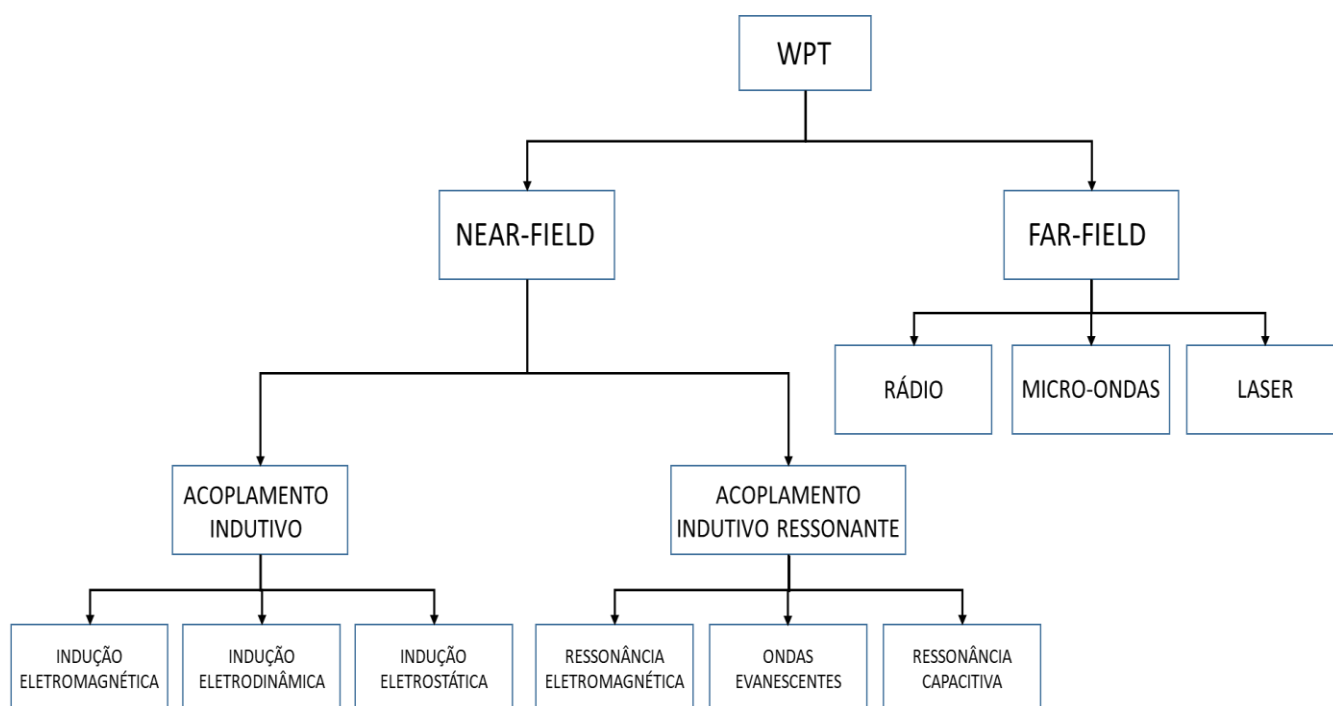 WPT
NEAR-FIELD
FAR-FIELD
RÁDIO
MICRO-ONDAS
LASER
ACOPLAMENTO
INDUTIVO
ACOPLAMENTO
INDUTIVO RESSONANTE
INDUÇÃO
ELETROMAGNÉTICA
INDUÇÃO
ELETRODINÂMICA
INDUÇÃO
ELETROSTÁTICA
RESSONÂNCIA
ELETROMAGNÉTICA
ONDAS
EVANESCENTES
RESSONÂNCIA
CAPACITIVA